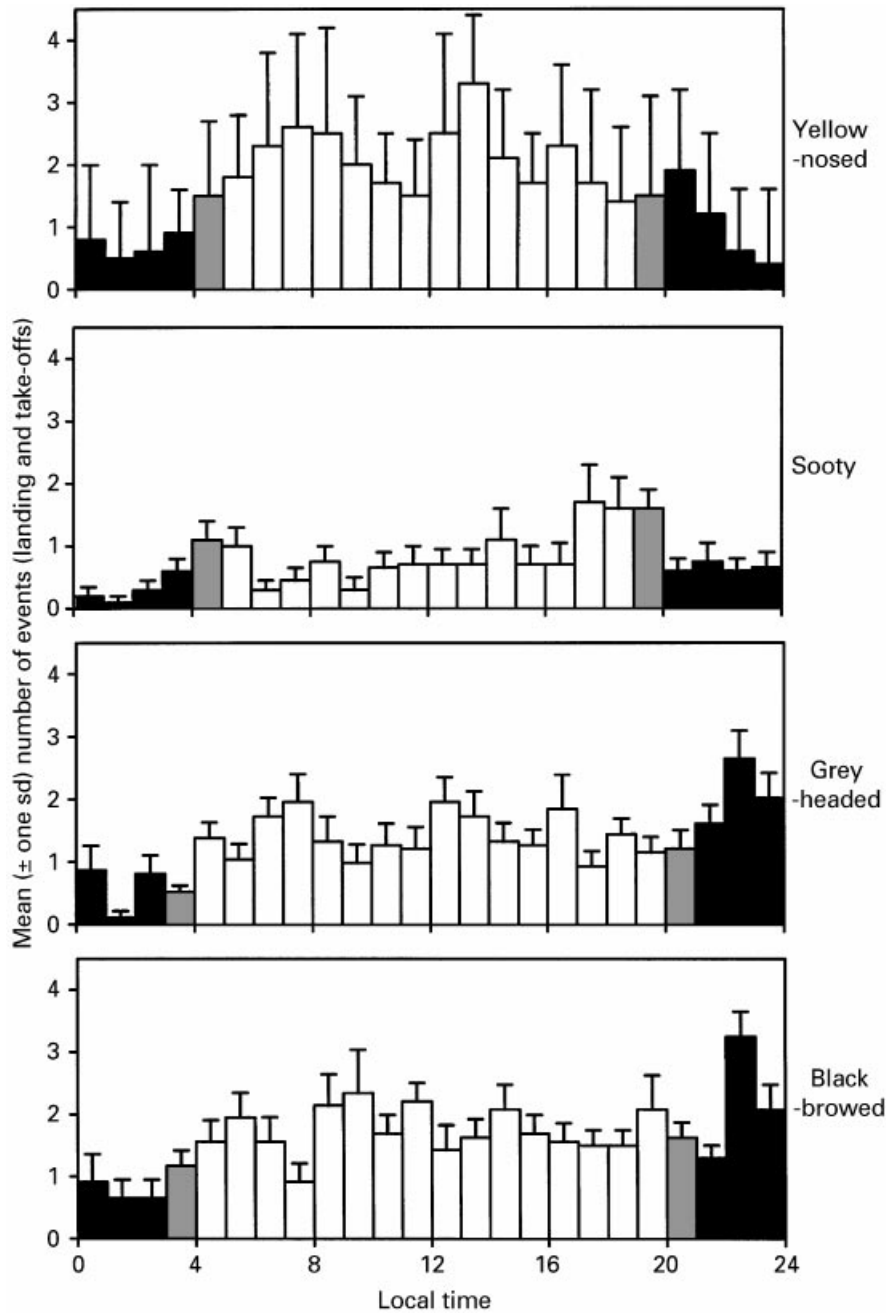 Mean (± one sd) number of events (landing and take-offs)
4
3
2
1
0
Yellow
-nosed
4
3
2
1
0
Sooty
4
3
2
1
0
Grey
-headed
4
3
2
1
0
Black
-browed
0 4 8 12 16 20 24
Local time